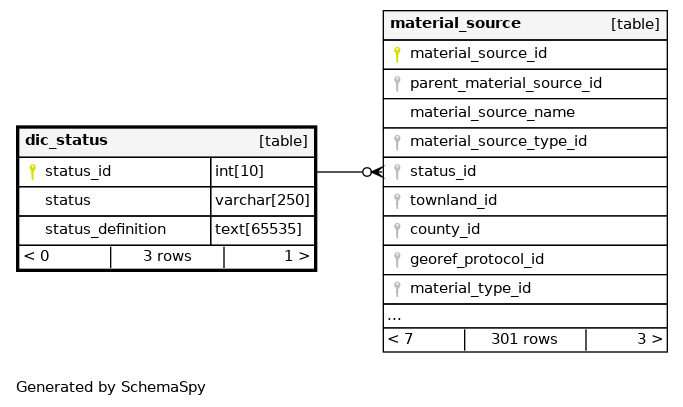 material_source [table]
material_source_id
parent_material_source_id
material_source_name
material_source_type_id
status_id
townland_id
county_id
georef_protocol_id
material_type_id
...
< 7 301 rows 3 >
dic_status [table]
status_id int[10]
status varchar[250]
status_definition text[65535]
< 0 3 rows 1 >
Generated by SchemaSpy